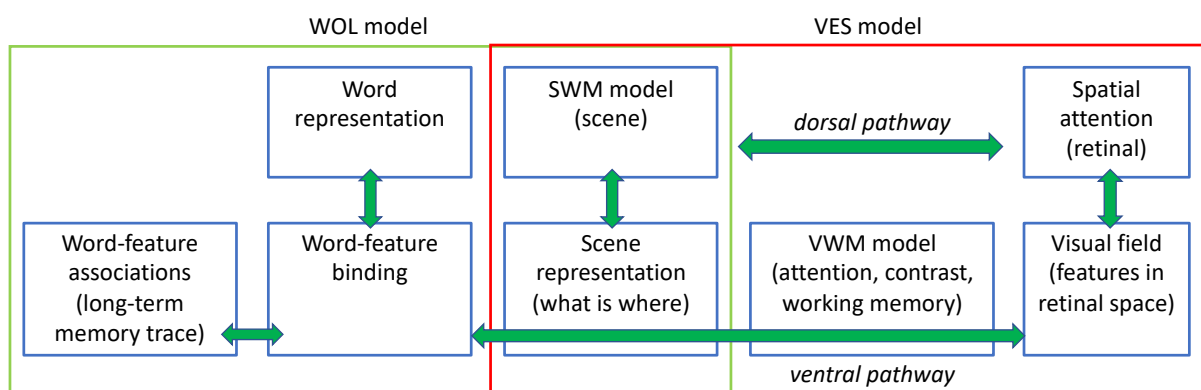 WOL model
VES model
Word
representation
SWM model
(scene)
dorsal pathway
Spatial
attention
(retinal)
Word-feature
associations
(long-term
memory trace)
Word-feature
binding
Scene
representation
(what is where)
VWM model
(attention, contrast,
working memory)
Visual field
(features in
retinal space)
ventral pathway